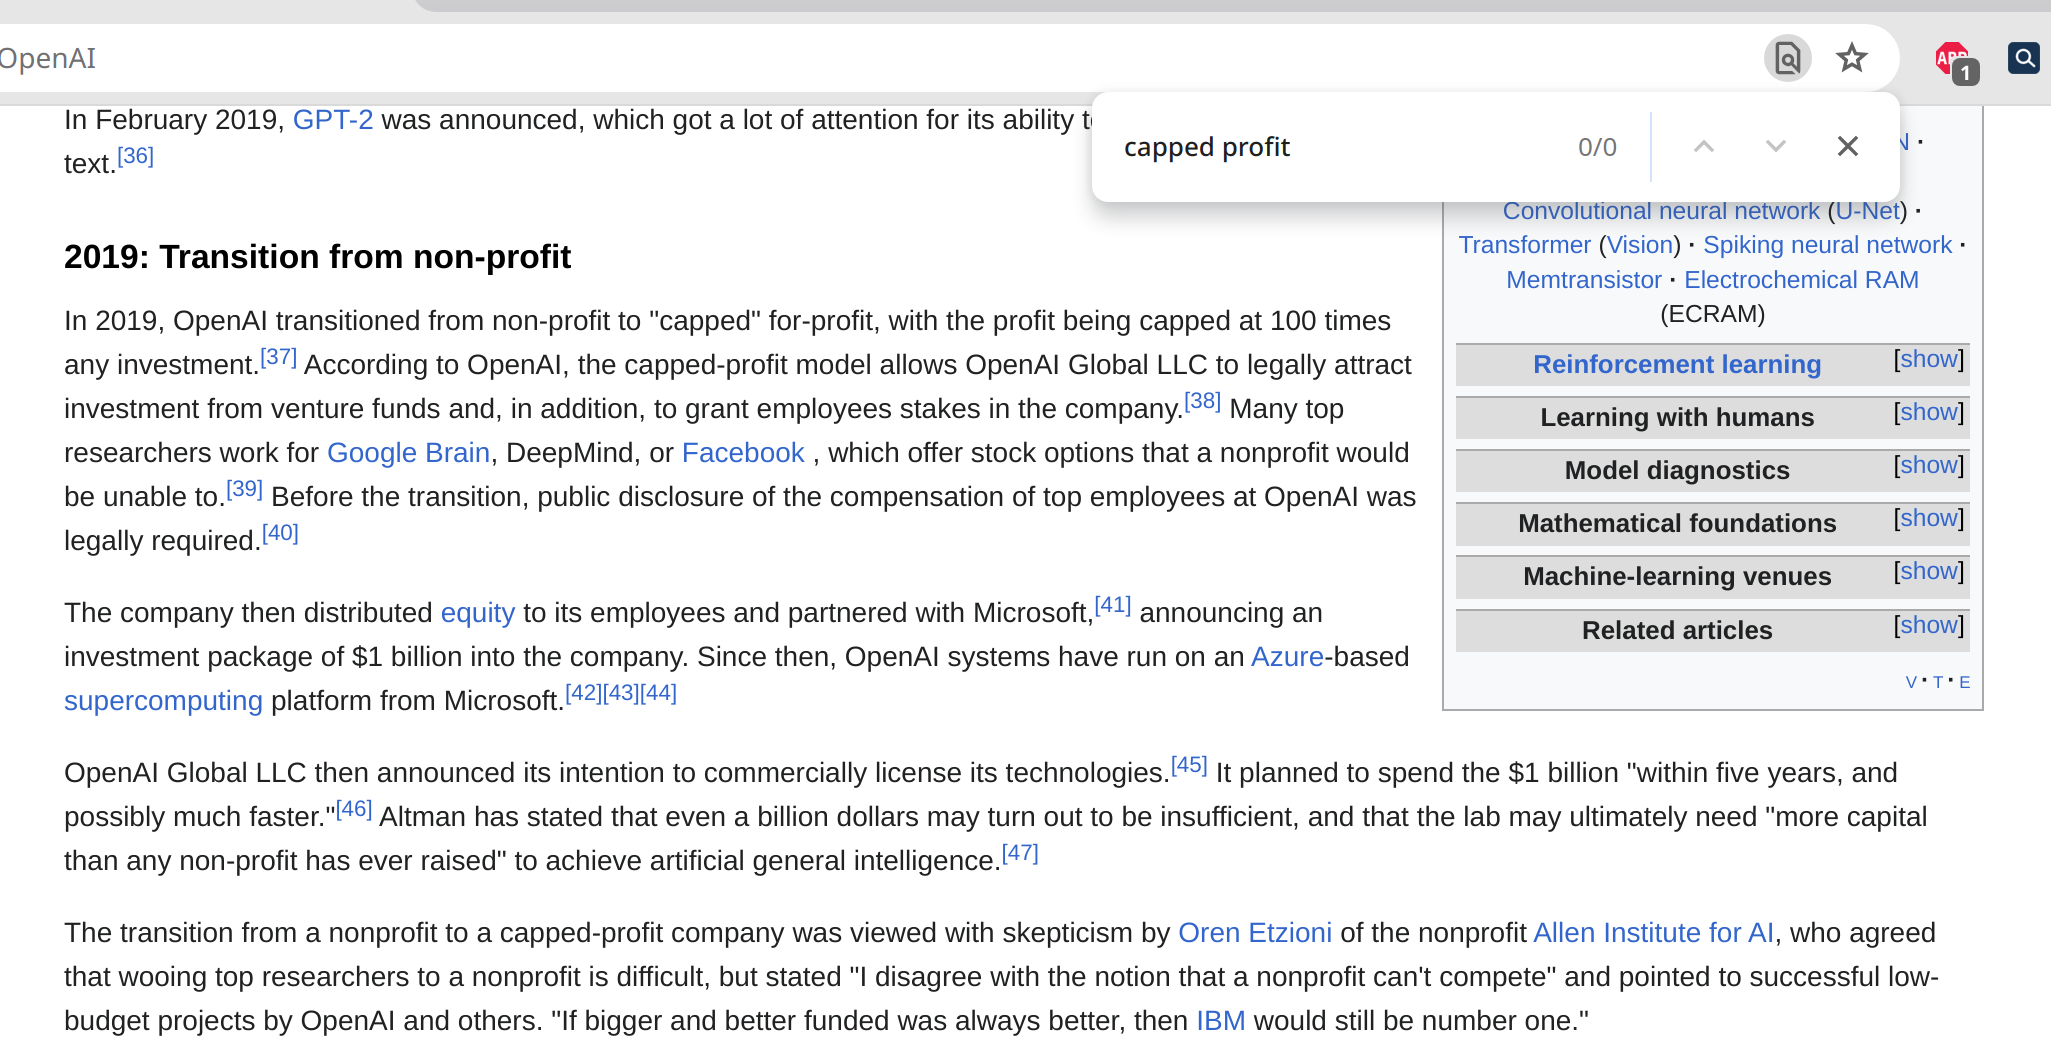 OpenAI
1
capped profit 0/0
In February 2019, GPT-2 was announced, which got a lot of attention for its ability
text.[36]
2019: Transition from non-profit
In 2019, OpenAI transitioned from non-profit to "capped" for-profit, with the profit being capped at 100 times
any investment.[37] According to OpenAI, the capped-profit model allows OpenAI Global LLC to legally attract
investment from venture funds and, in addition, to grant employees stakes in the company.[38] Many top
researchers work for Google Brain, DeepMind, or Facebook , which offer stock options that a nonprofit would
be unable to.[39] Before the transition, public disclosure of the compensation of top employees at OpenAI was
legally required.[40]
The company then distributed equity to its employees and partnered with Microsoft,[41] announcing an
investment package of $1 billion into the company. Since then, OpenAI systems have run on an Azure-based
supercomputing platform from Microsoft.[42][43][44]
OpenAI Global LLC then announced its intention to commercially license its technologies.[45] It planned to spend the $1 billion "within five years, and
possibly much faster."[46] Altman has stated that even a billion dollars may turn out to be insufficient, and that the lab may ultimately need "more capital
than any non-profit has ever raised" to achieve artificial general intelligence.[47]
The transition from a nonprofit to a capped-profit company was viewed with skepticism by Oren Etzioni of the nonprofit Allen Institute for AI, who agreed
that wooing top researchers to a nonprofit is difficult, but stated "I disagree with the notion that a nonprofit can't compete" and pointed to successful low-
budget projects by OpenAI and others. "If bigger and better funded was always better, then IBM would still be number one."
Convolutional neural network (U-Net) ·
Transformer (Vision) · Spiking neural network ·
Memtransistor · Electrochemical RAM
(ECRAM)
Reinforcement learning [show]
Learning with humans [show]
Model diagnostics [show]
Mathematical foundations [show]
Machine-learning venues [show]
Related articles [show]
V · T · E